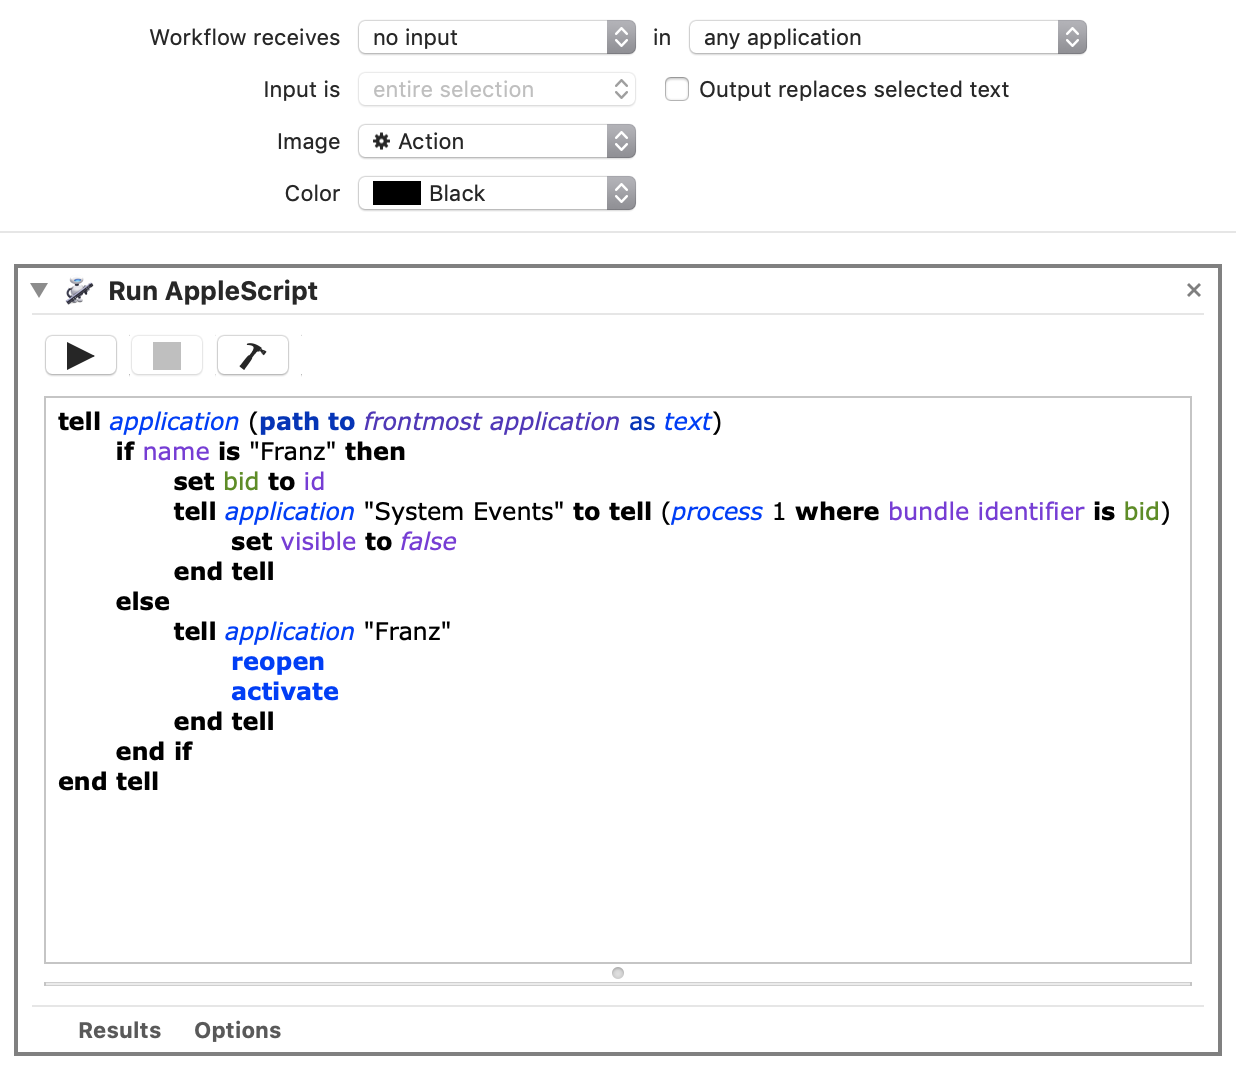 Workflow receives no input in any application
Input is entire selection Output replaces selected text
Image Action
Color Black
Run AppleScript
tell application (path to frontmost application as text)
if name is "Franz" then
set bid to id
tell application "System Events" to tell (process 1 where bundle identifier is bid)
set visible to false
end tell
else
tell application "Franz"
reopen
activate
end tell
end if
end tell
Results Options